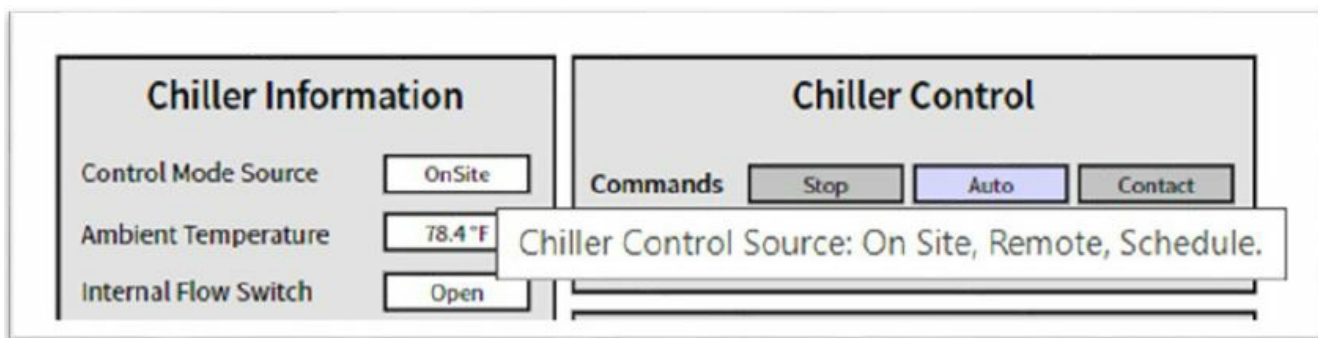 Chiller Information
Control Mode Source OnSite
Ambient Temperature 78.4 °F
Internal Flow Switch Open
Chiller Control
Commands Stop Auto Contact
Chiller Control Source: On Site, Remote, Schedule.